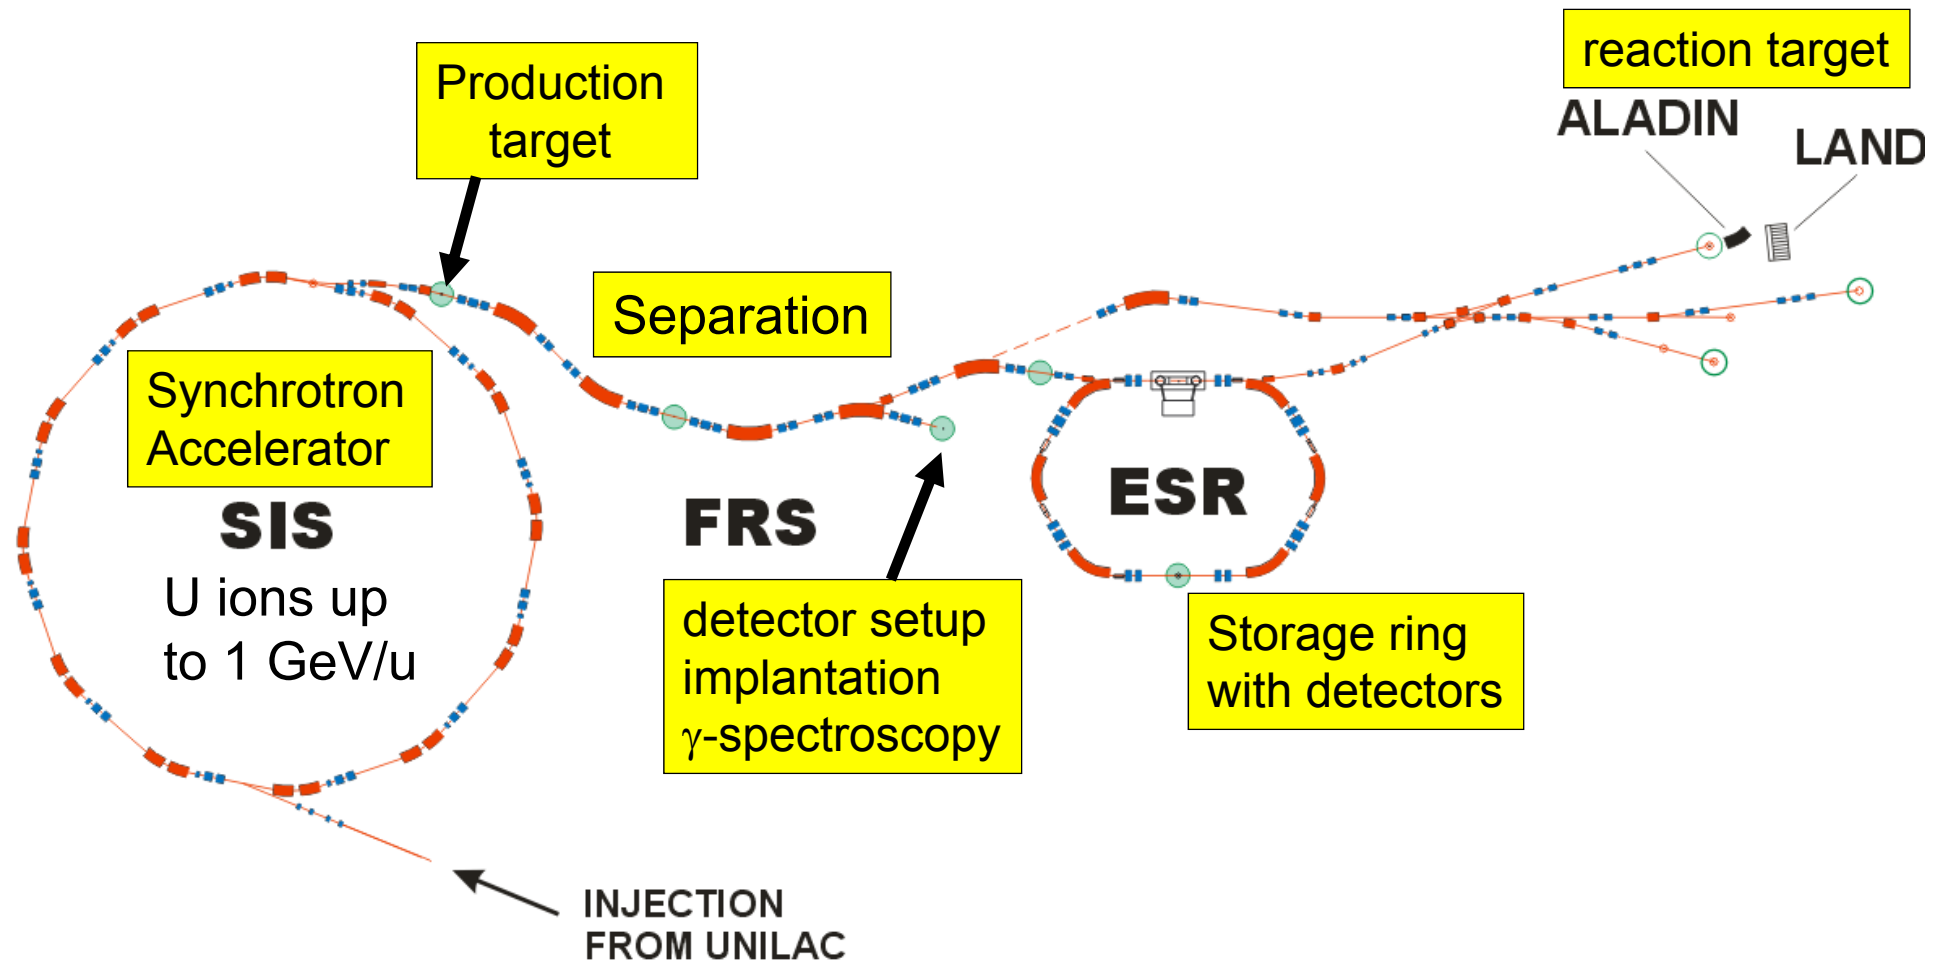 reaction target
ALADIN
LAND
Production
target
Separation
Synchrotron
Accelerator
SIS
U ions up
to 1 GeV/u
FRS
ESR
detector setup
implantation
γ-spectroscopy
Storage ring
with detectors
INJECTION
FROM UNILAC